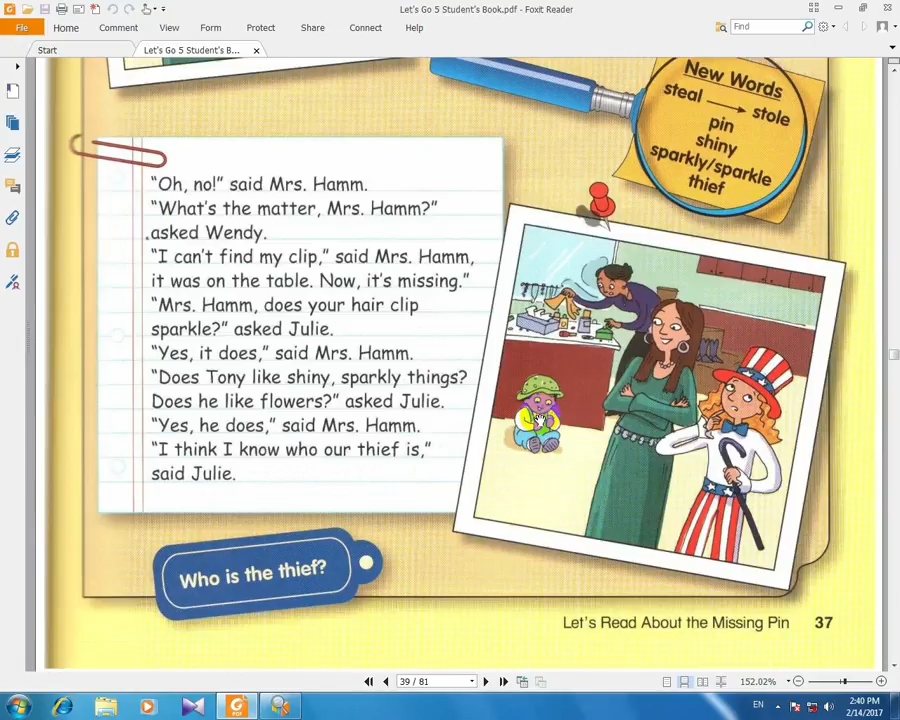 Let's Go 5 Student's Book.pdf - Foxit Reader
File Home Comment View Form Protect Share Connect Help
Find
Start
Let's Go 5 Student's B...
New Words
steal → stole
pin
shiny
sparkly/sparkle
thief
"Oh, no!" said Mrs. Hamm.
"What's the matter, Mrs. Hamm?"
asked Wendy.
"I can't find my clip," said Mrs. Hamm,
it was on the table. Now, it's missing."
"Mrs. Hamm, does your hair clip
sparkle?" asked Julie.
"Yes, it does," said Mrs. Hamm.
"Does Tony like shiny, sparkly things?
Does he like flowers?" asked Julie.
"Yes, he does," said Mrs. Hamm.
"I think I know who our thief is,"
said Julie.
Who is the thief?
Let's Read About the Missing Pin 37
39 / 81
152.02%
EN
2:40 PM
2/14/2017